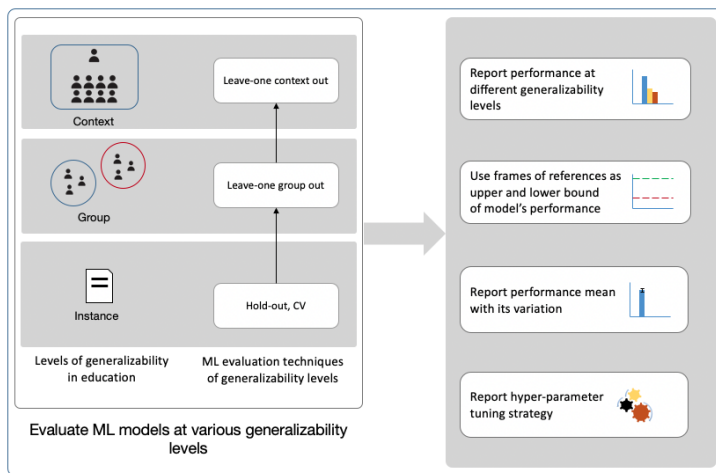 Context
Leave-one context out
Group
Leave-one group out
Instance
Hold-out, CV
Levels of generalizability
in education
ML evaluation techniques
of generalizability levels
Evaluate ML models at various generalizability
levels
Report performance at
different generalizability
levels
Use frames of references as
upper and lower bound
of model's performance
Report performance mean
with its variation
Report hyper-parameter
tuning strategy